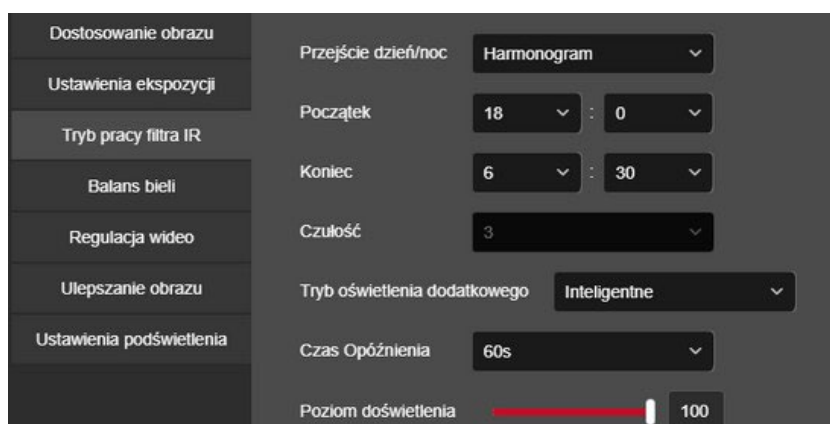 Dostosowanie obrazu
Ustawienia ekspozycji
Tryb pracy filtra IR
Balans bieli
Regulacja wideo
Ulepszanie obrazu
Ustawienia podświetlenia
Przejście dzień/noc Harmonogram
Początek 18 : 0
Koniec 6 : 30
Czułość 3
Tryb oświetlenia dodatkowego Inteligentne
Czas Opóźnienia 60s
Poziom doświetlenia 100